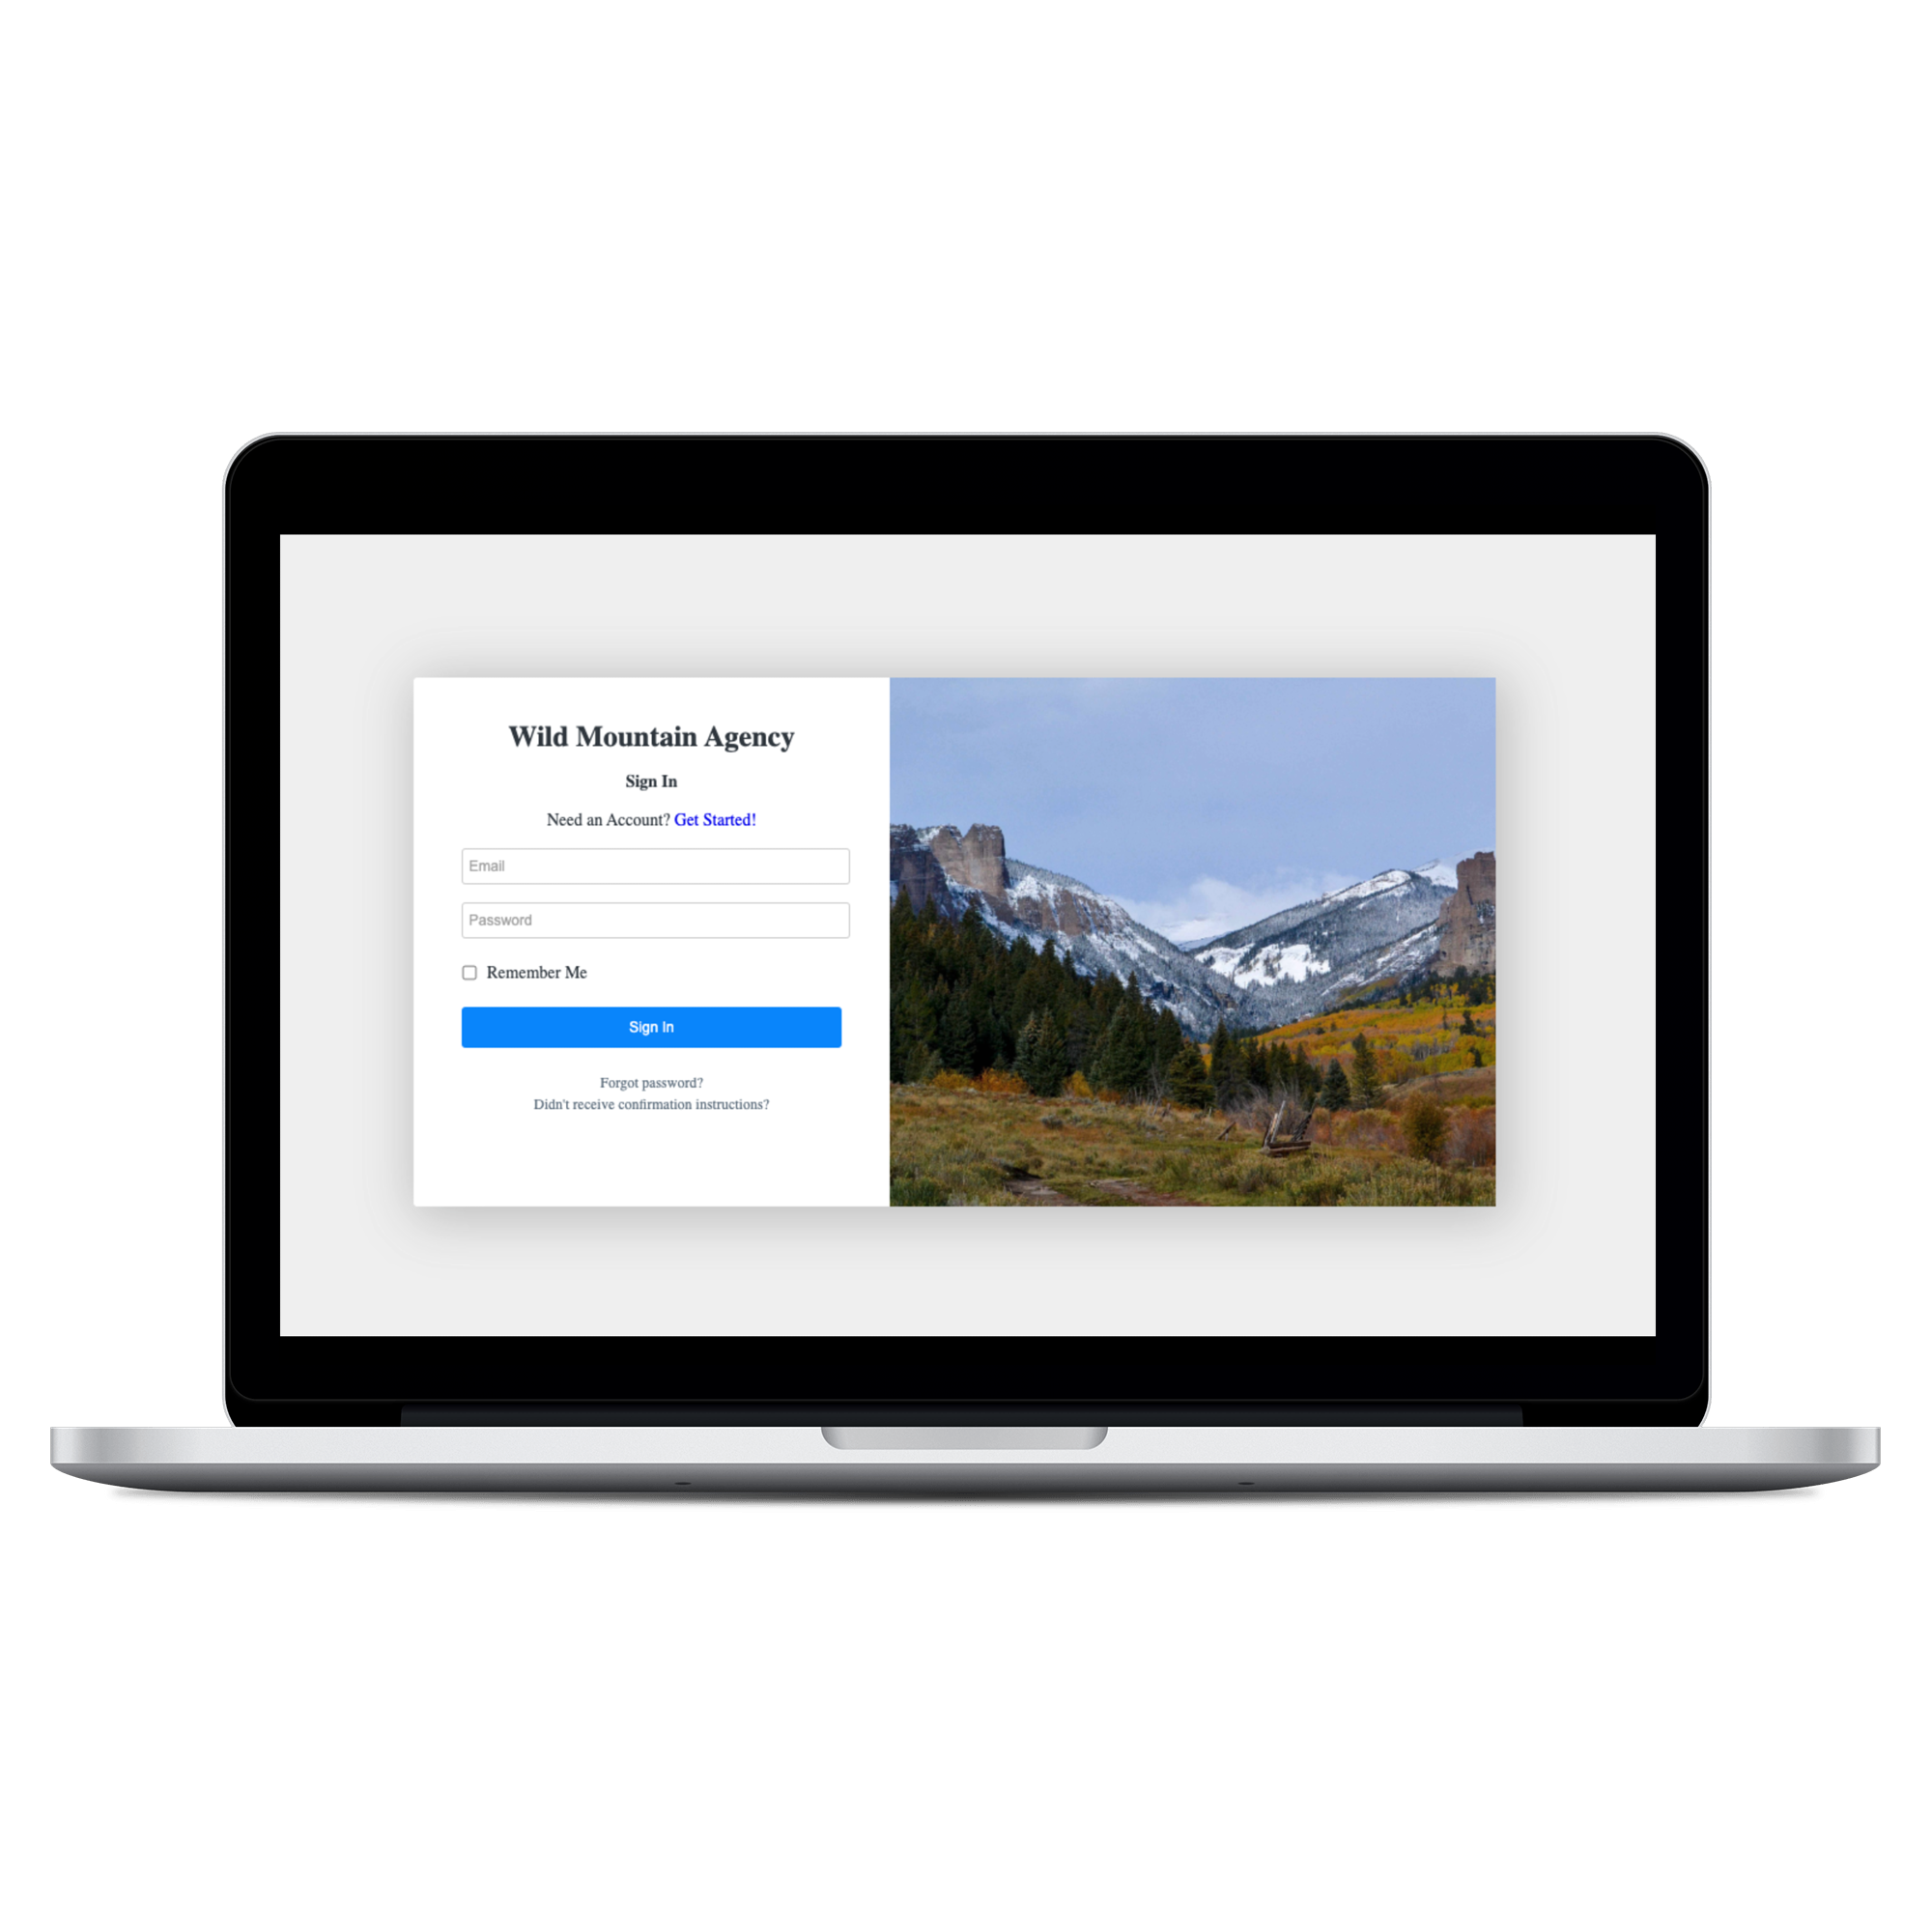 Wild Mountain Agency
Sign In
Need an Account? Get Started!
Email
Password
Remember Me
Sign In
Forgot password?
Didn't receive confirmation instructions?